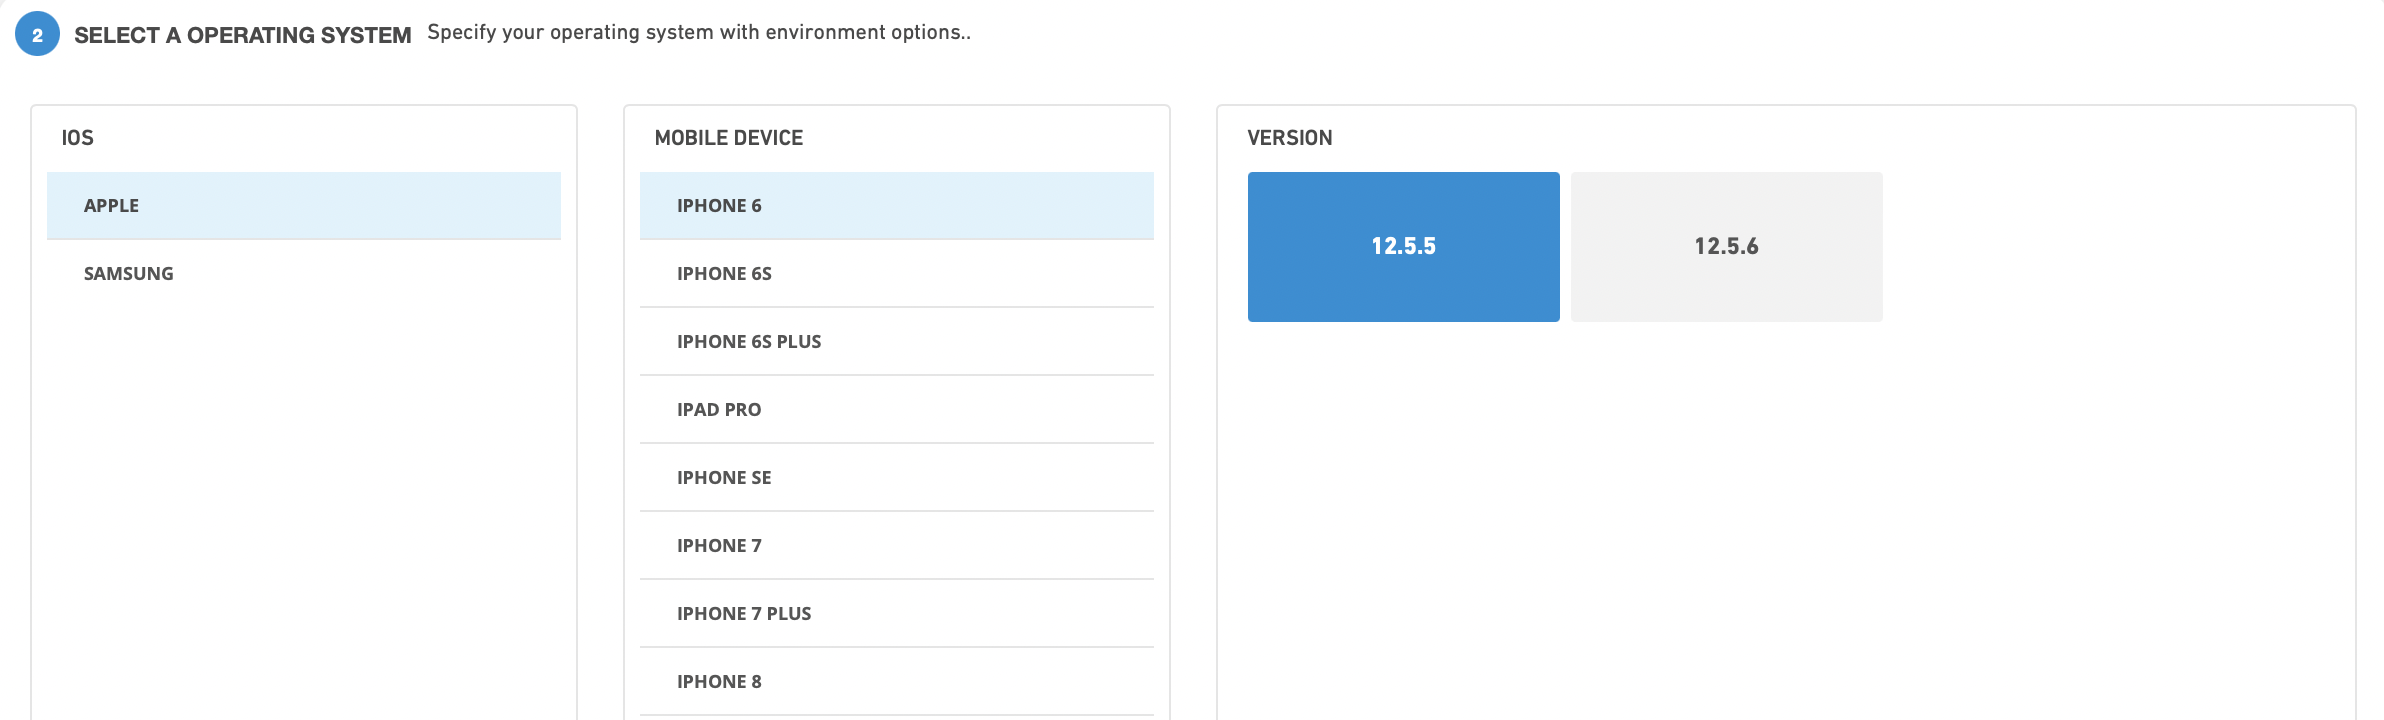 2 SELECT A OPERATING SYSTEM Specify your operating system with environment options..
IOS
APPLE
SAMSUNG
MOBILE DEVICE
IPHONE 6
IPHONE 6S
IPHONE 6S PLUS
IPAD PRO
IPHONE SE
IPHONE 7
IPHONE 7 PLUS
IPHONE 8
VERSION
12.5.5
12.5.6